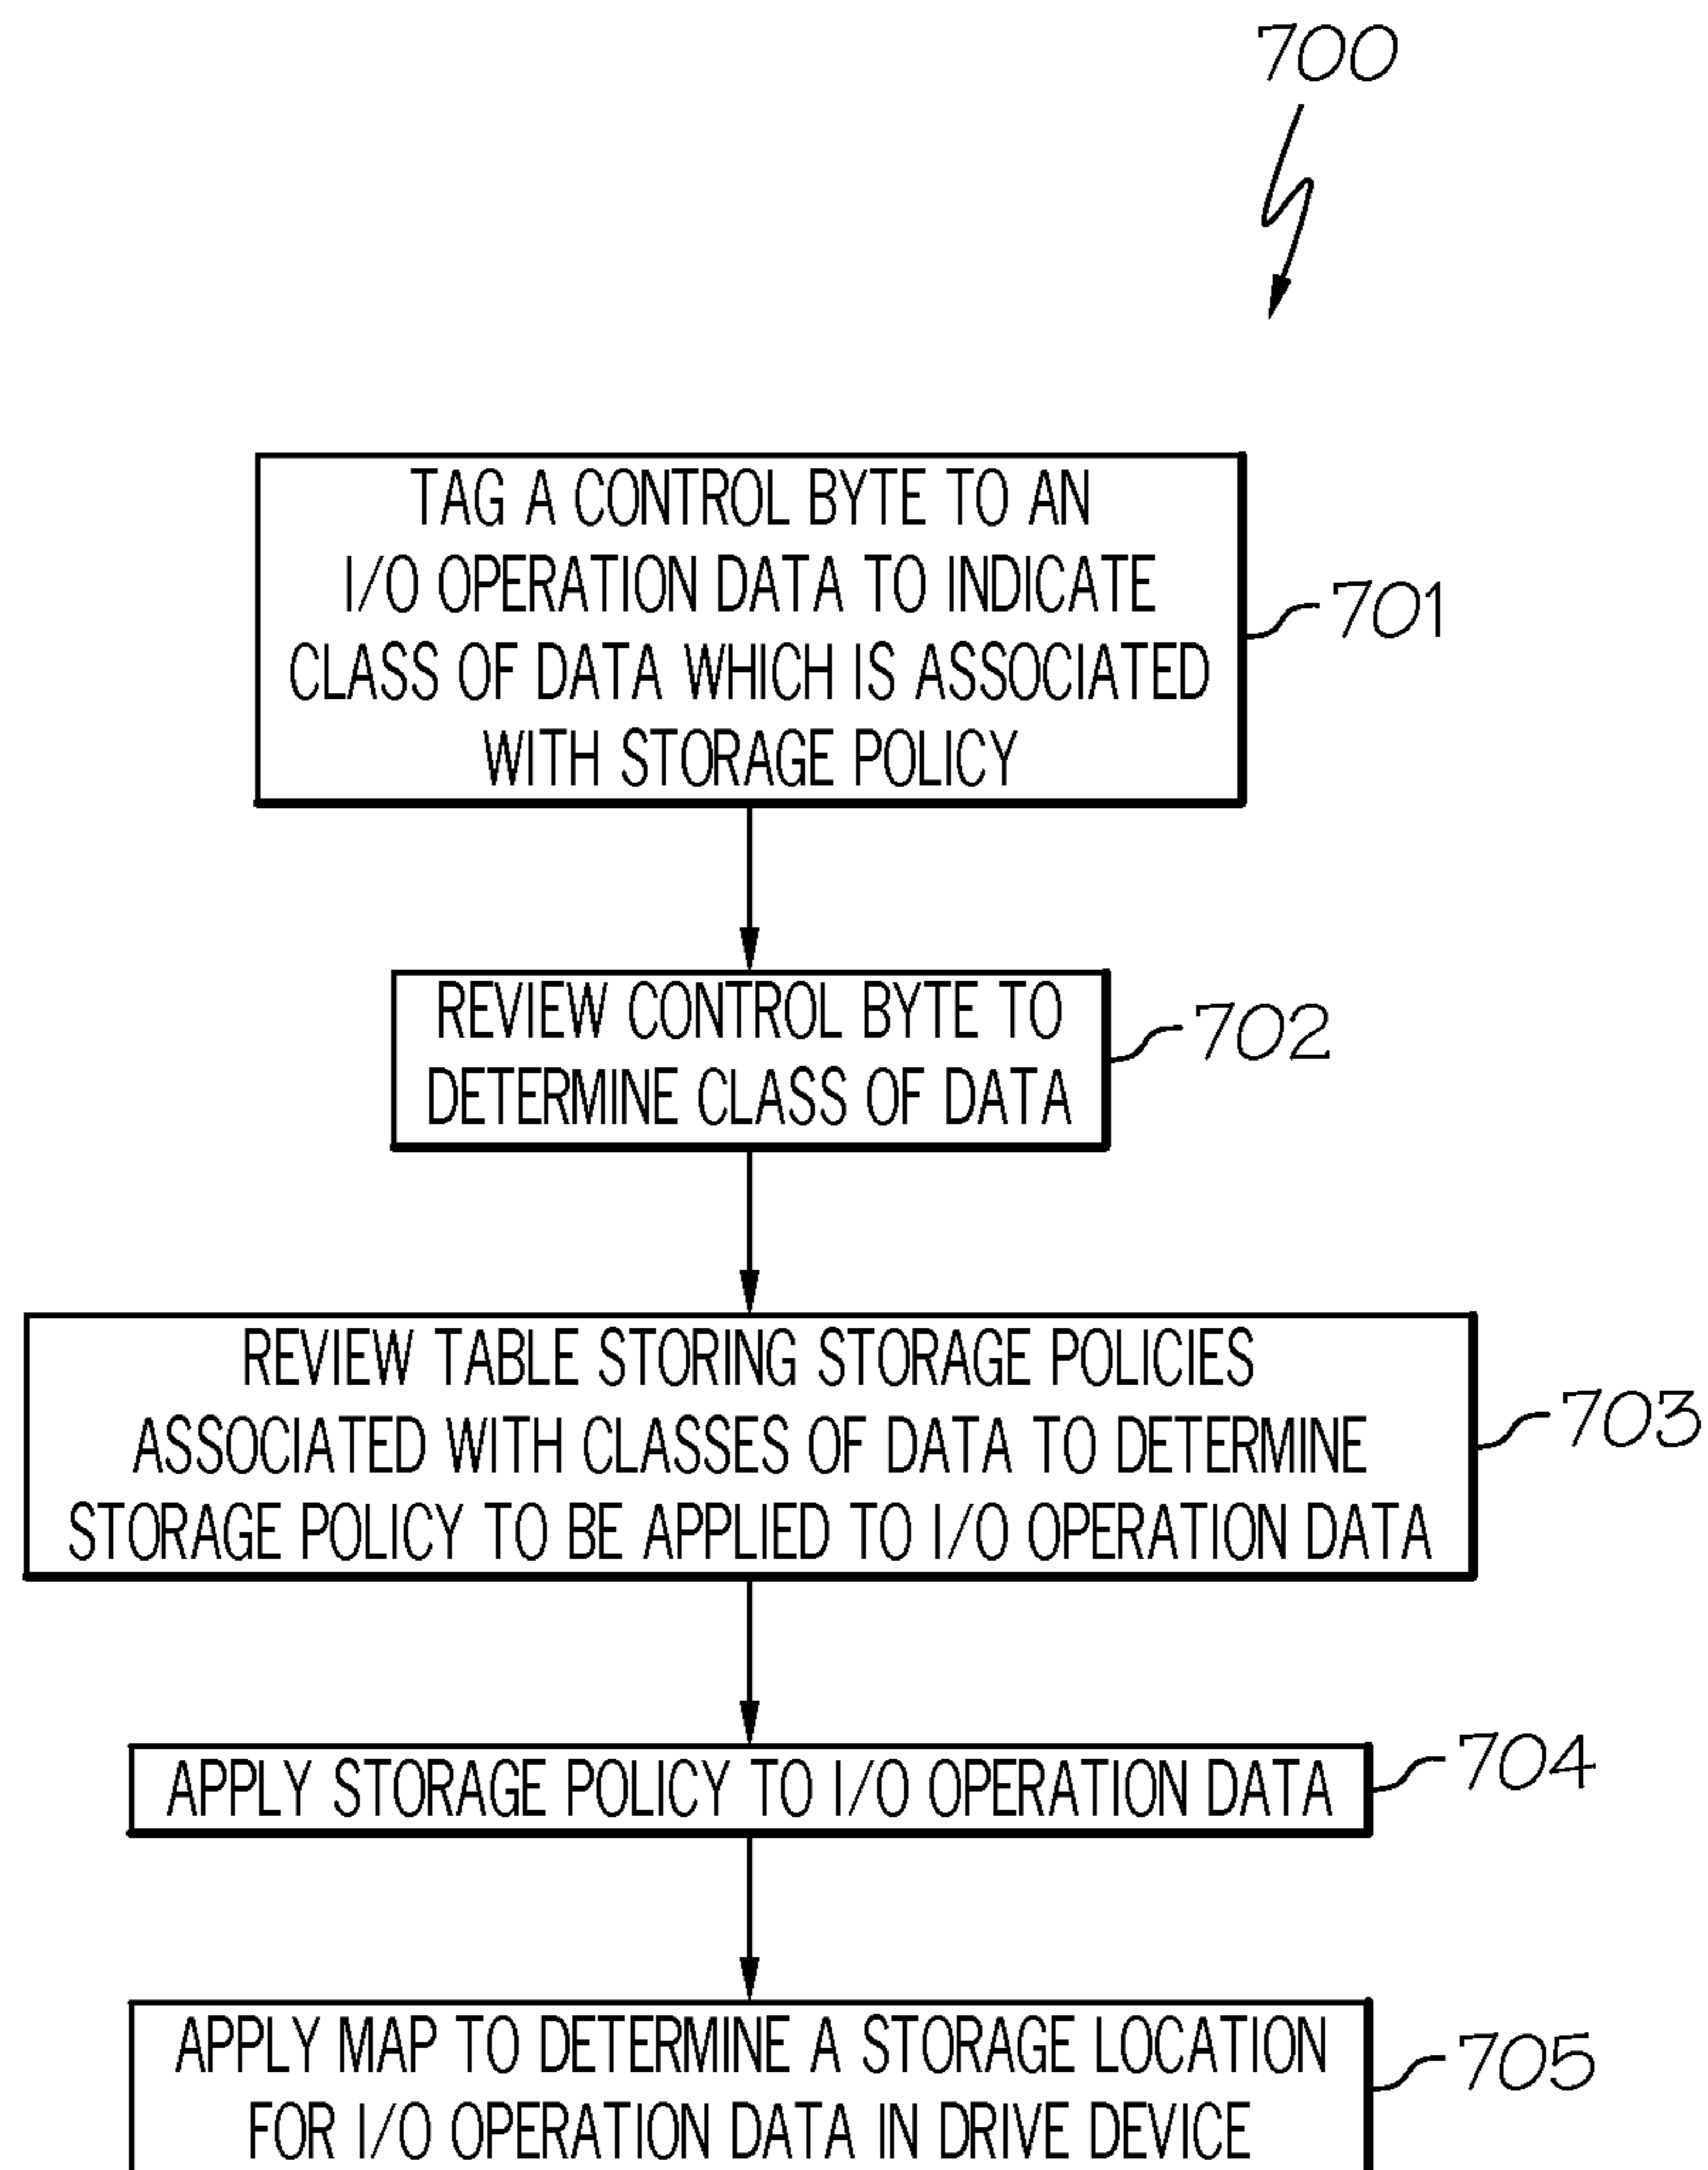 700
TAG A CONTROL BYTE TO AN
I/O OPERATION DATA TO INDICATE
CLASS OF DATA WHICH IS ASSOCIATED
WITH STORAGE POLICY
701
REVIEW CONTROL BYTE TO
DETERMINE CLASS OF DATA
702
REVIEW TABLE STORING STORAGE POLICIES
ASSOCIATED WITH CLASSES OF DATA TO DETERMINE
STORAGE POLICY TO BE APPLIED TO I/O OPERATION DATA
703
APPLY STORAGE POLICY TO I/O OPERATION DATA
704
APPLY MAP TO DETERMINE A STORAGE LOCATION
FOR I/O OPERATION DATA IN DRIVE DEVICE
705